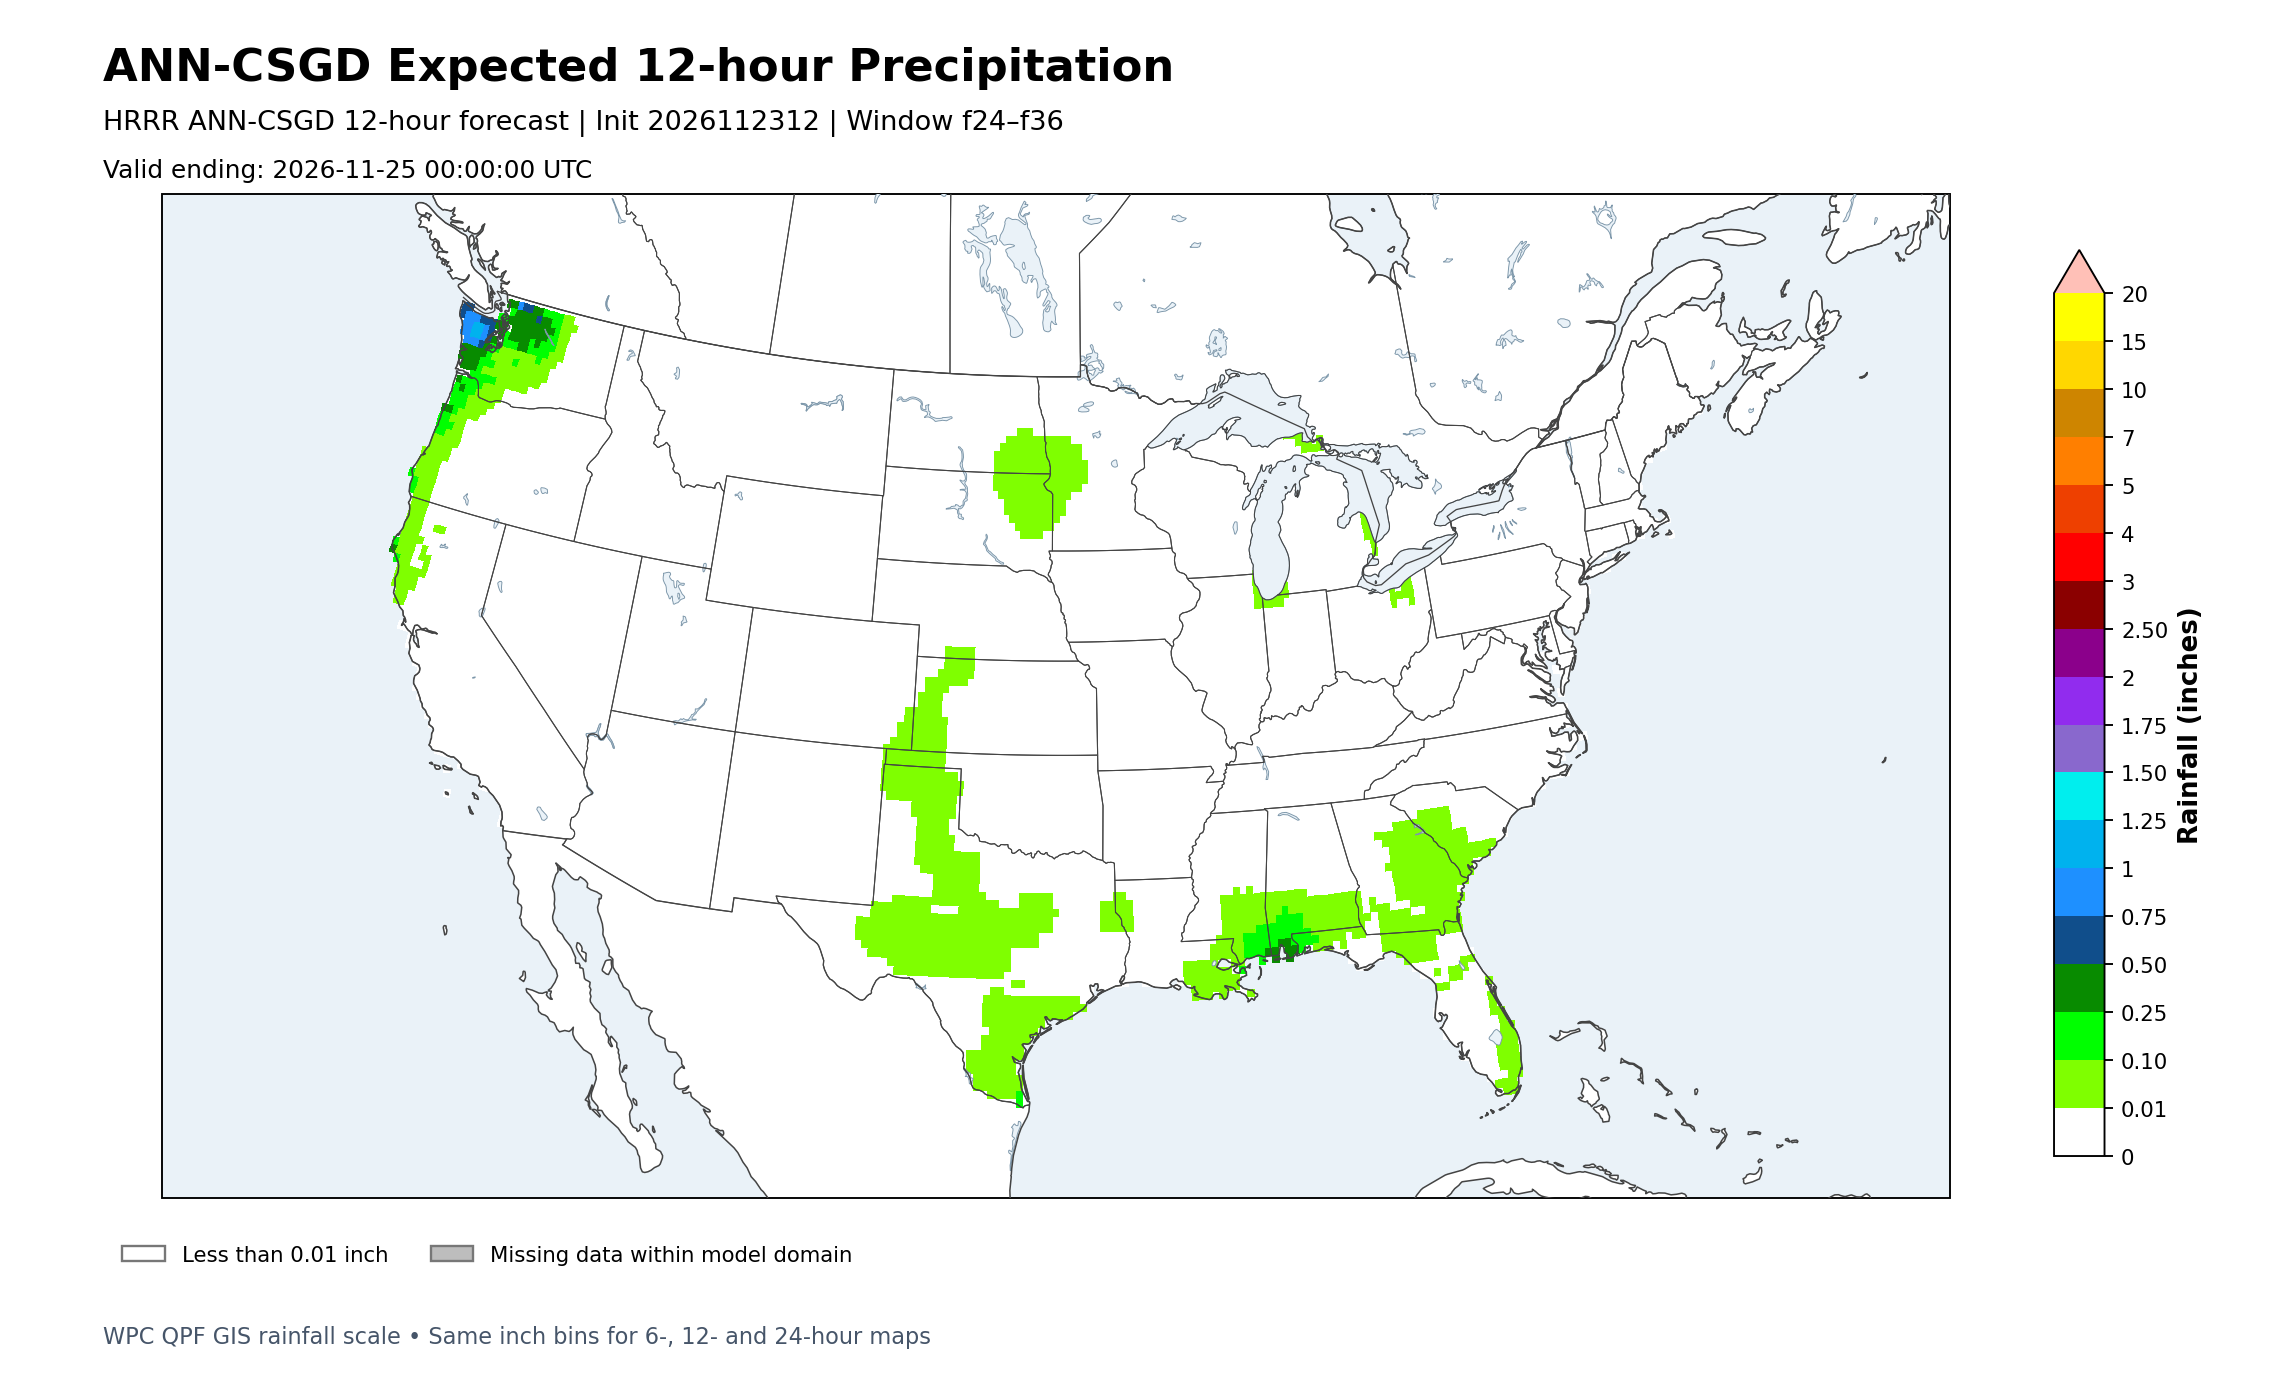 ANN-CSGD Expected 12-hour Precipitation
HRRR ANN-CSGD 12-hour forecast | Init 2026112312 | Window f24–f36
Valid ending: 2026-11-25 00:00:00 UTC
20
15
10
7
5
4
3
2.50
2
1.75
1.50
1.25
1
0.75
0.50
0.25
0.10
0.01
0
Rainfall (inches)
Less than 0.01 inch
Missing data within model domain
WPC QPF GIS rainfall scale • Same inch bins for 6-, 12- and 24-hour maps